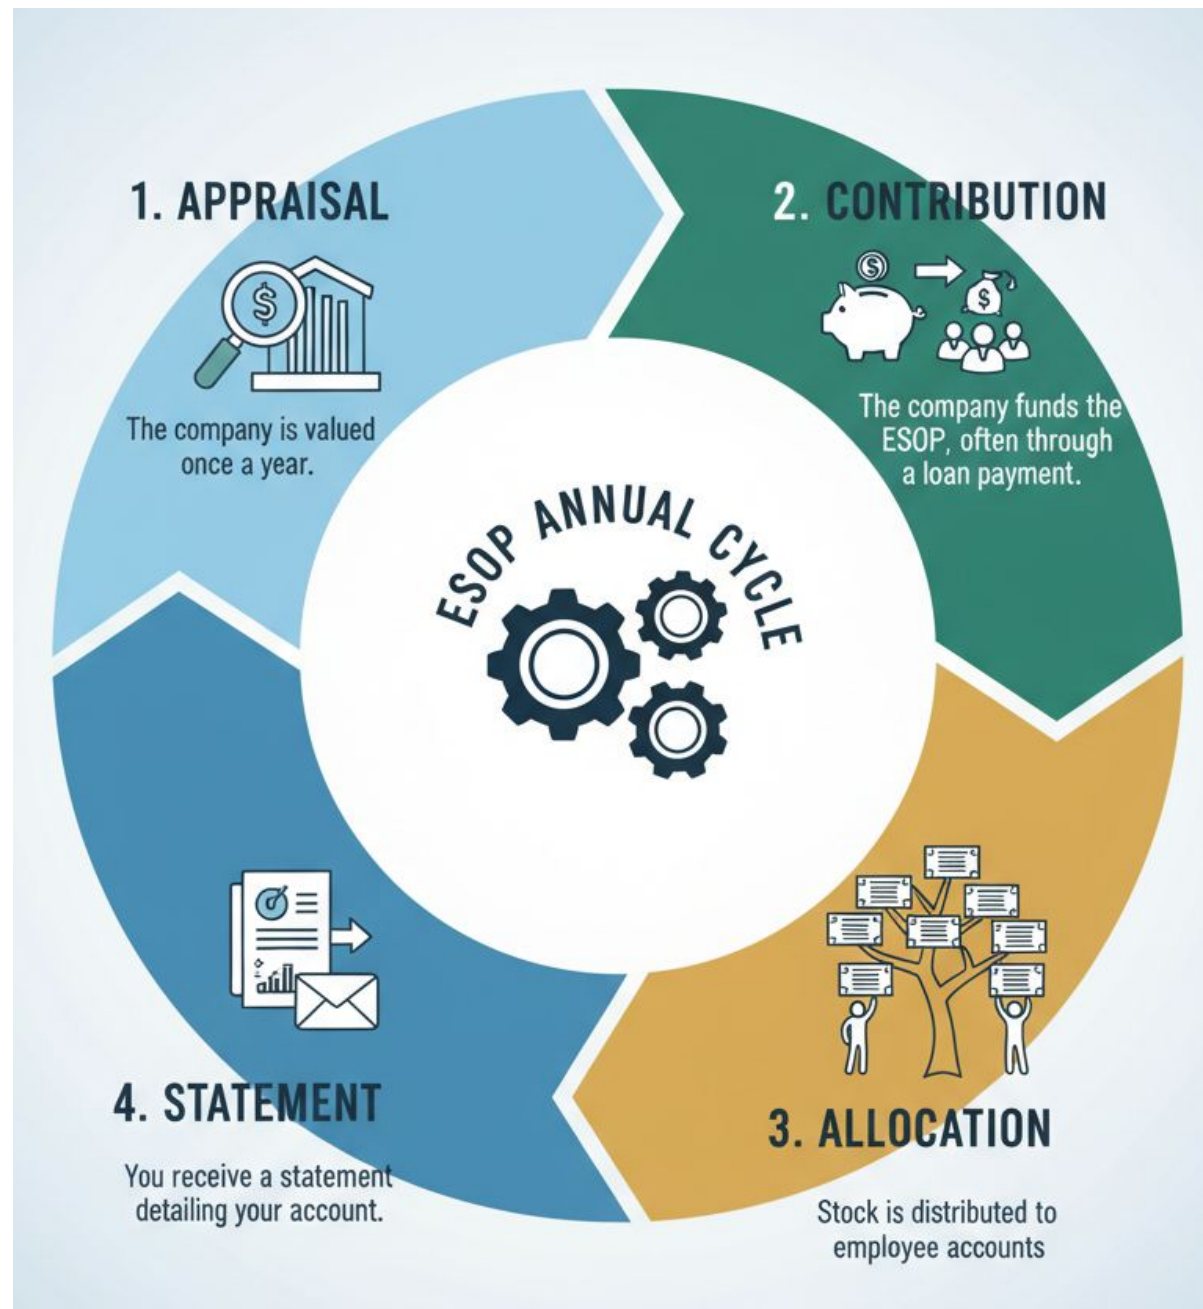 1. APPRAISAL
The company is valued
once a year.
2. CONTRIBUTION
The company funds the
ESOP, often through
a loan payment.
ESOP ANNUAL CYCLE
3. ALLOCATION
Stock is distributed to
employee accounts
4. STATEMENT
You receive a statement
detailing your account.